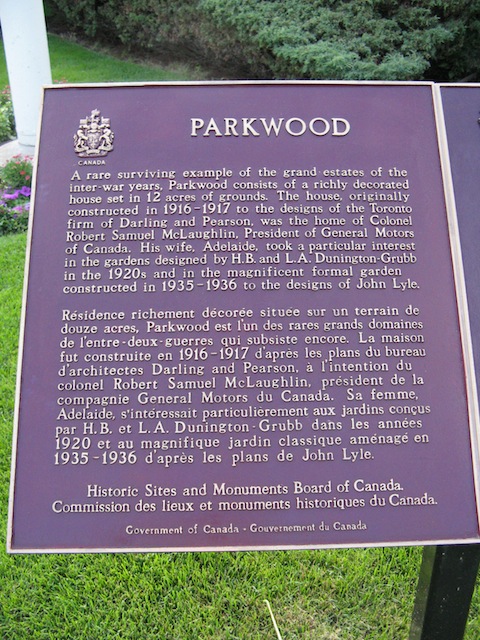 CANADA
PARKWOOD
A rare surviving example of the grand estates of the
inter-war years, Parkwood consists of a richly decorated
house set in 12 acres of grounds. The house, originally
constructed in 1916-1917 to the designs of the Toronto
firm of Darling and Pearson, was the home of Colonel
Robert Samuel McLaughlin, President of General Motors
of Canada. His wife, Adelaide, took a particular interest
in the gardens designed by H.B. and L.A. Dunington-Grubb
in the 1920s and in the magnificent formal garden
constructed in 1935-1936 to the designs of John Lyle.
Résidence richement décorée située sur un terrain de
douze acres, Parkwood est l'un des rares grands domaines
de l'entre-deux-guerres qui subsiste encore. La maison
fut construite en 1916-1917 d'après les plans du bureau
d'architectes Darling and Pearson, à l'intention du
colonel Robert Samuel McLaughlin, président de la
compagnie General Motors du Canada. Sa femme,
Adelaide, s'intéressait particulièrement aux jardins conçus
par H.B. et L.A. Dunington-Grubb dans les années
1920 et au magnifique jardin classique aménagé en
1935-1936 d'après les plans de John Lyle.
Historic Sites and Monuments Board of Canada.
Commission des lieux et monuments historiques du Canada.
Government of Canada - Gouvernement du Canada